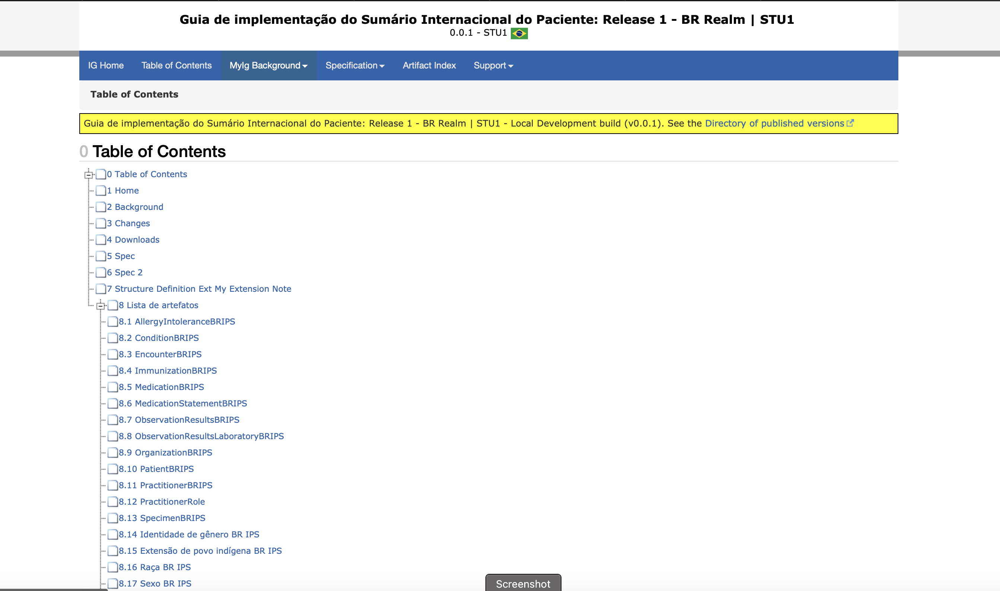 Guia de implementação do Sumário Internacional do Paciente: Release 1 - BR Realm | STU1
0.0.1 - STU1
IG Home Table of Contents MyIg Background Specification Artifact Index Support
Table of Contents
Guia de implementação do Sumário Internacional do Paciente: Release 1 - BR Realm | STU1 - Local Development build (v0.0.1). See the Directory of published versions
0 Table of Contents
0 Table of Contents
1 Home
2 Background
3 Changes
4 Downloads
5 Spec
6 Spec 2
7 Structure Definition Ext My Extension Note
8 Lista de artefatos
8.1 AllergyIntoleranceBRIPS
8.2 ConditionBRIPS
8.3 EncounterBRIPS
8.4 ImmunizationBRIPS
8.5 MedicationBRIPS
8.6 MedicationStatementBRIPS
8.7 ObservationResultsBRIPS
8.8 ObservationResultsLaboratoryBRIPS
8.9 OrganizationBRIPS
8.10 PatientBRIPS
8.11 PractitionerBRIPS
8.12 PractitionerRole
8.13 SpecimenBRIPS
8.14 Identidade de gênero BR IPS
8.15 Extensão de povo indígena BR IPS
8.16 Raça BR IPS
8.17 Sexo BR IPS
Screenshot